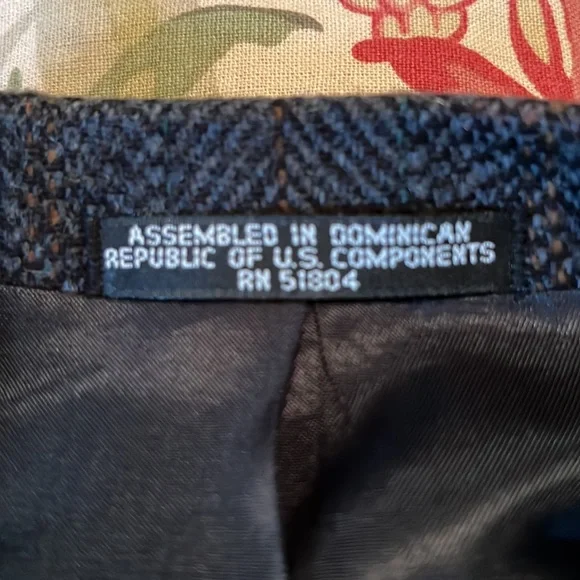 ASSEMBLED IN DOMINICAN
REPUBLIC OF U.S. COMPONENTS
RN 51804